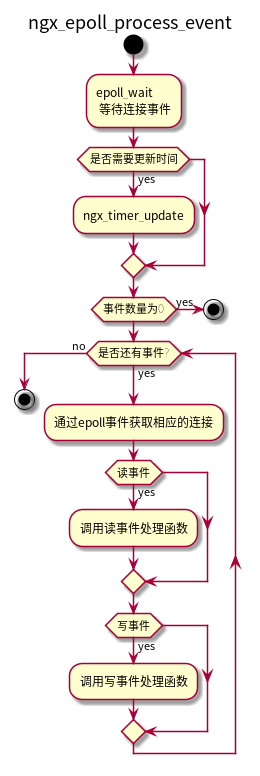 ngx_epoll_process_event
epoll_wait
等待连接事件
是否需要更新时间
yes
ngx_timer_update
事件数量为0
yes
no
是否还有事件?
yes
通过epoll事件获取相应的连接
读事件
yes
调用读事件处理函数
写事件
yes
调用写事件处理函数